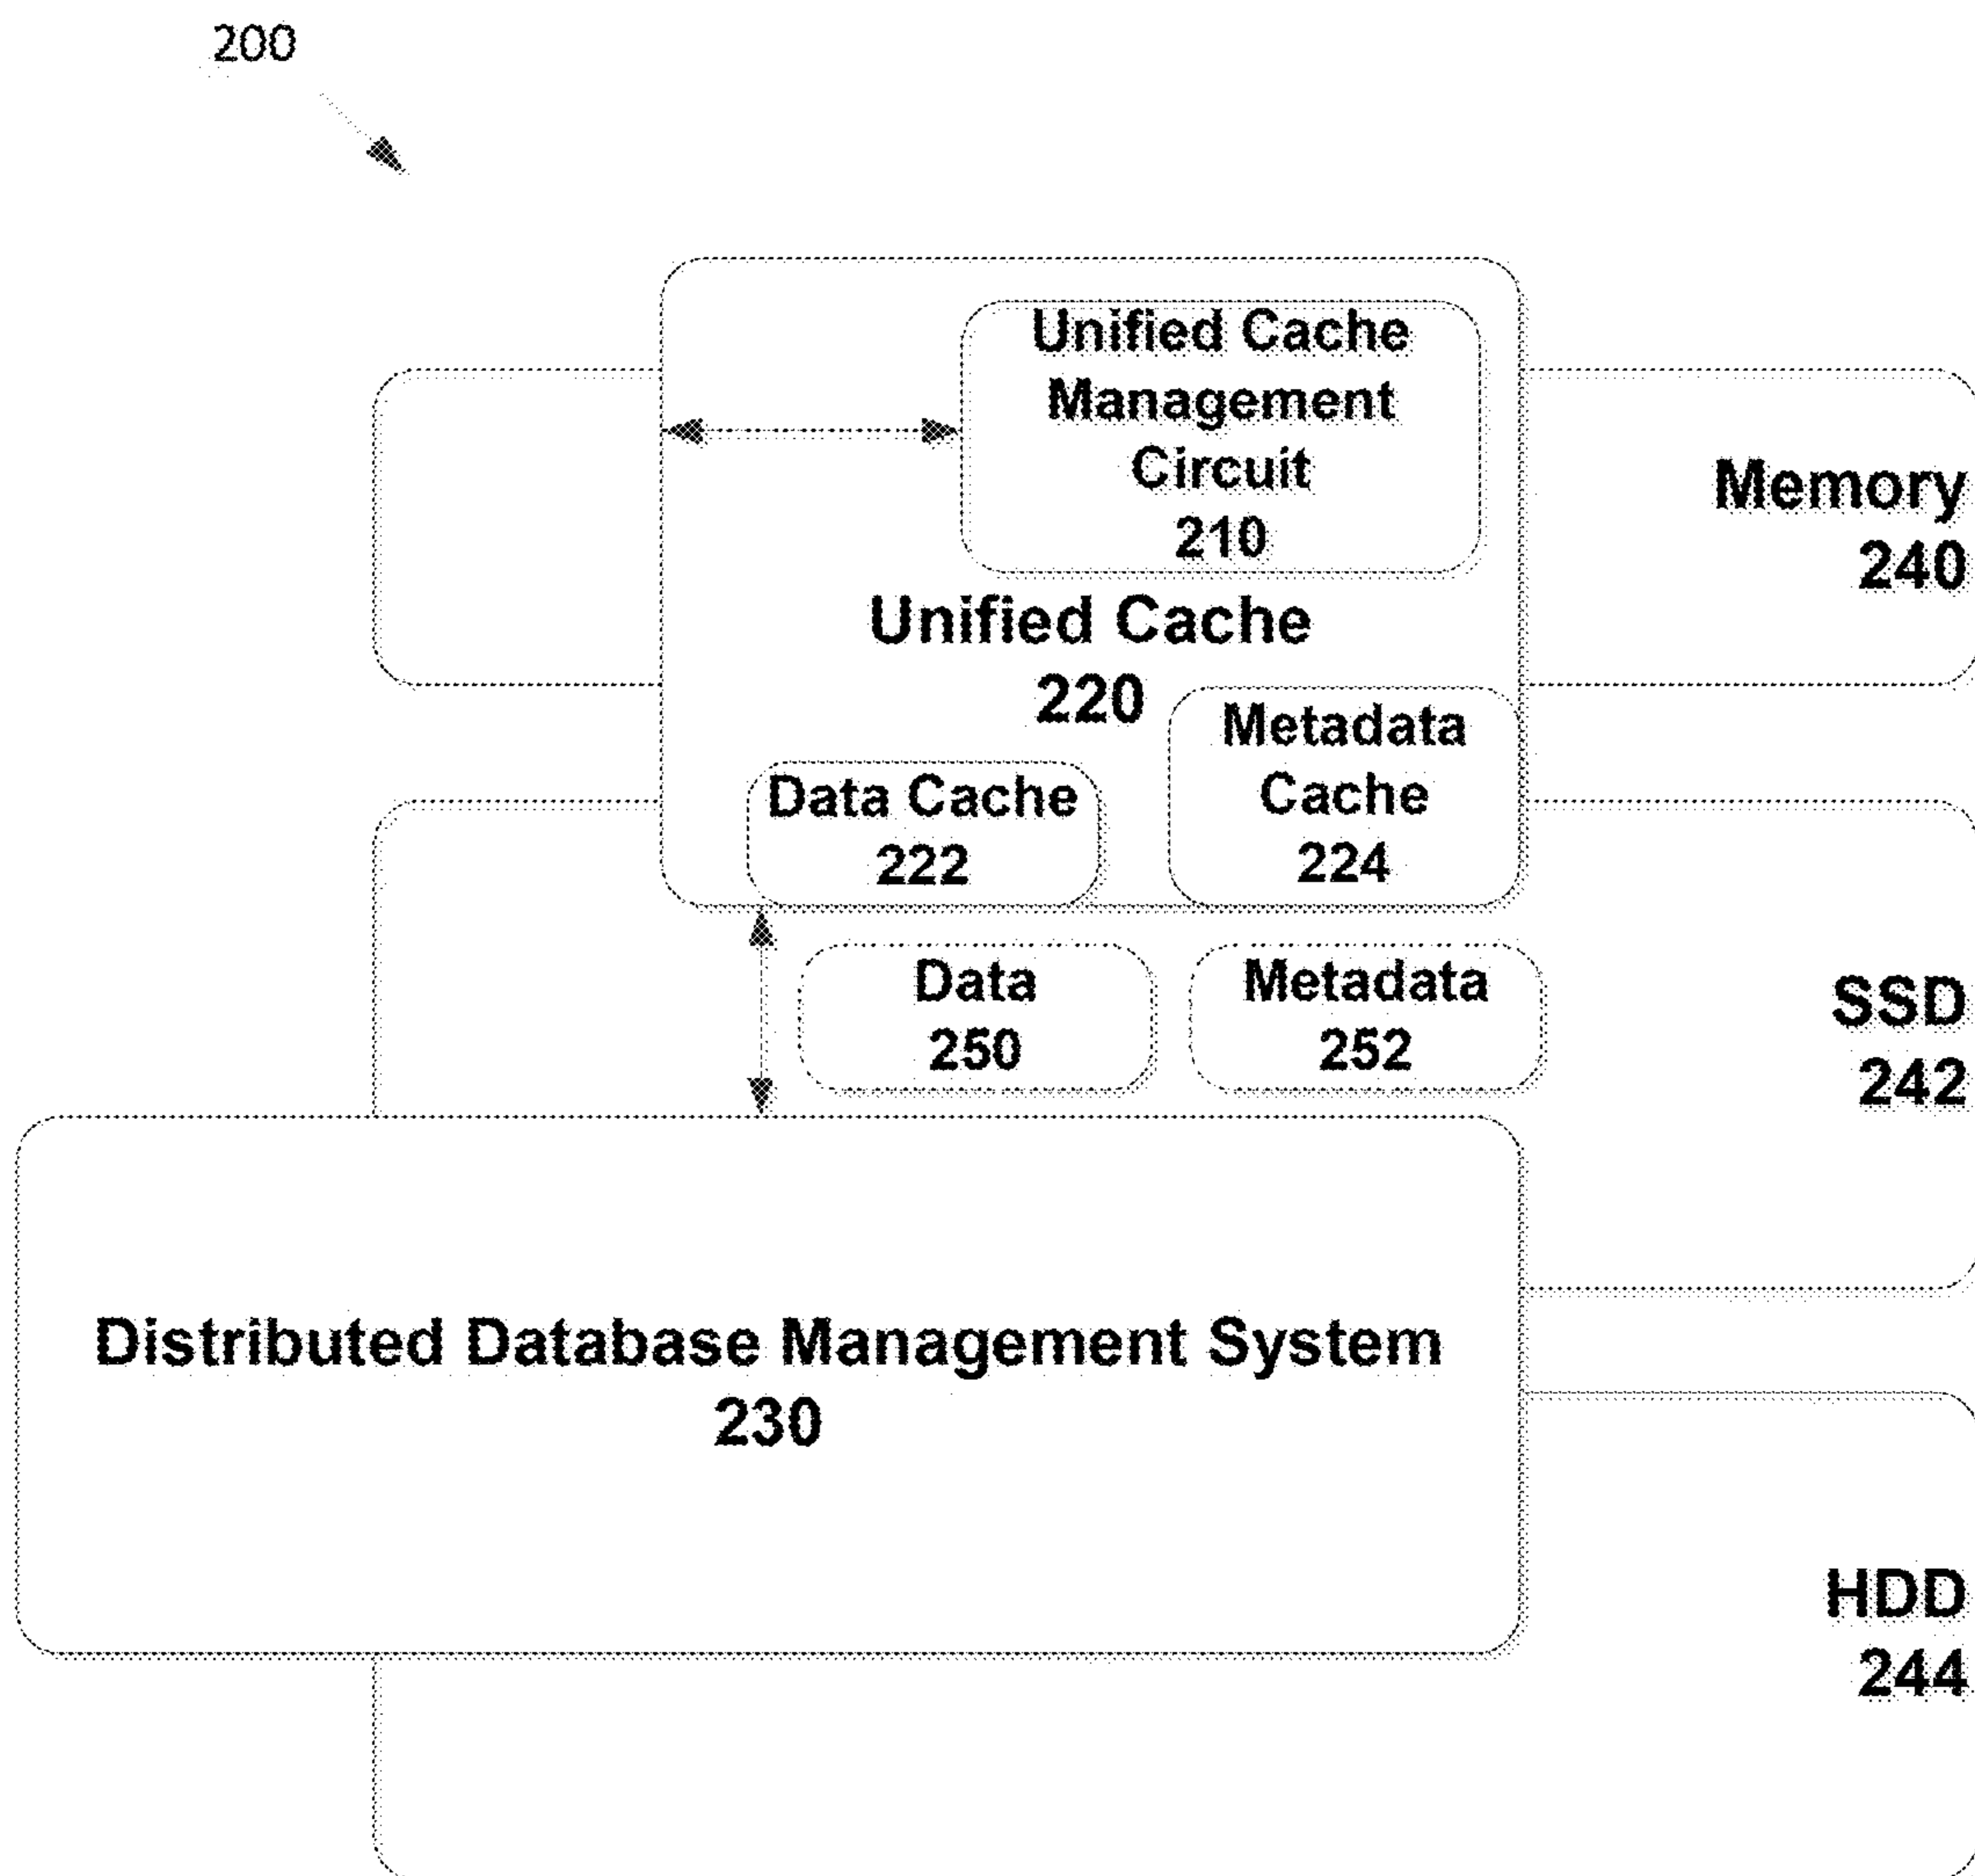 200
Unified Cache
Management
Circuit
210
Memory
240
Unified Cache
220
Metadata
Cache
224
Data Cache
222
Data
250
Metadata
252
SSD
242
Distributed Database Management System
230
HDD
244